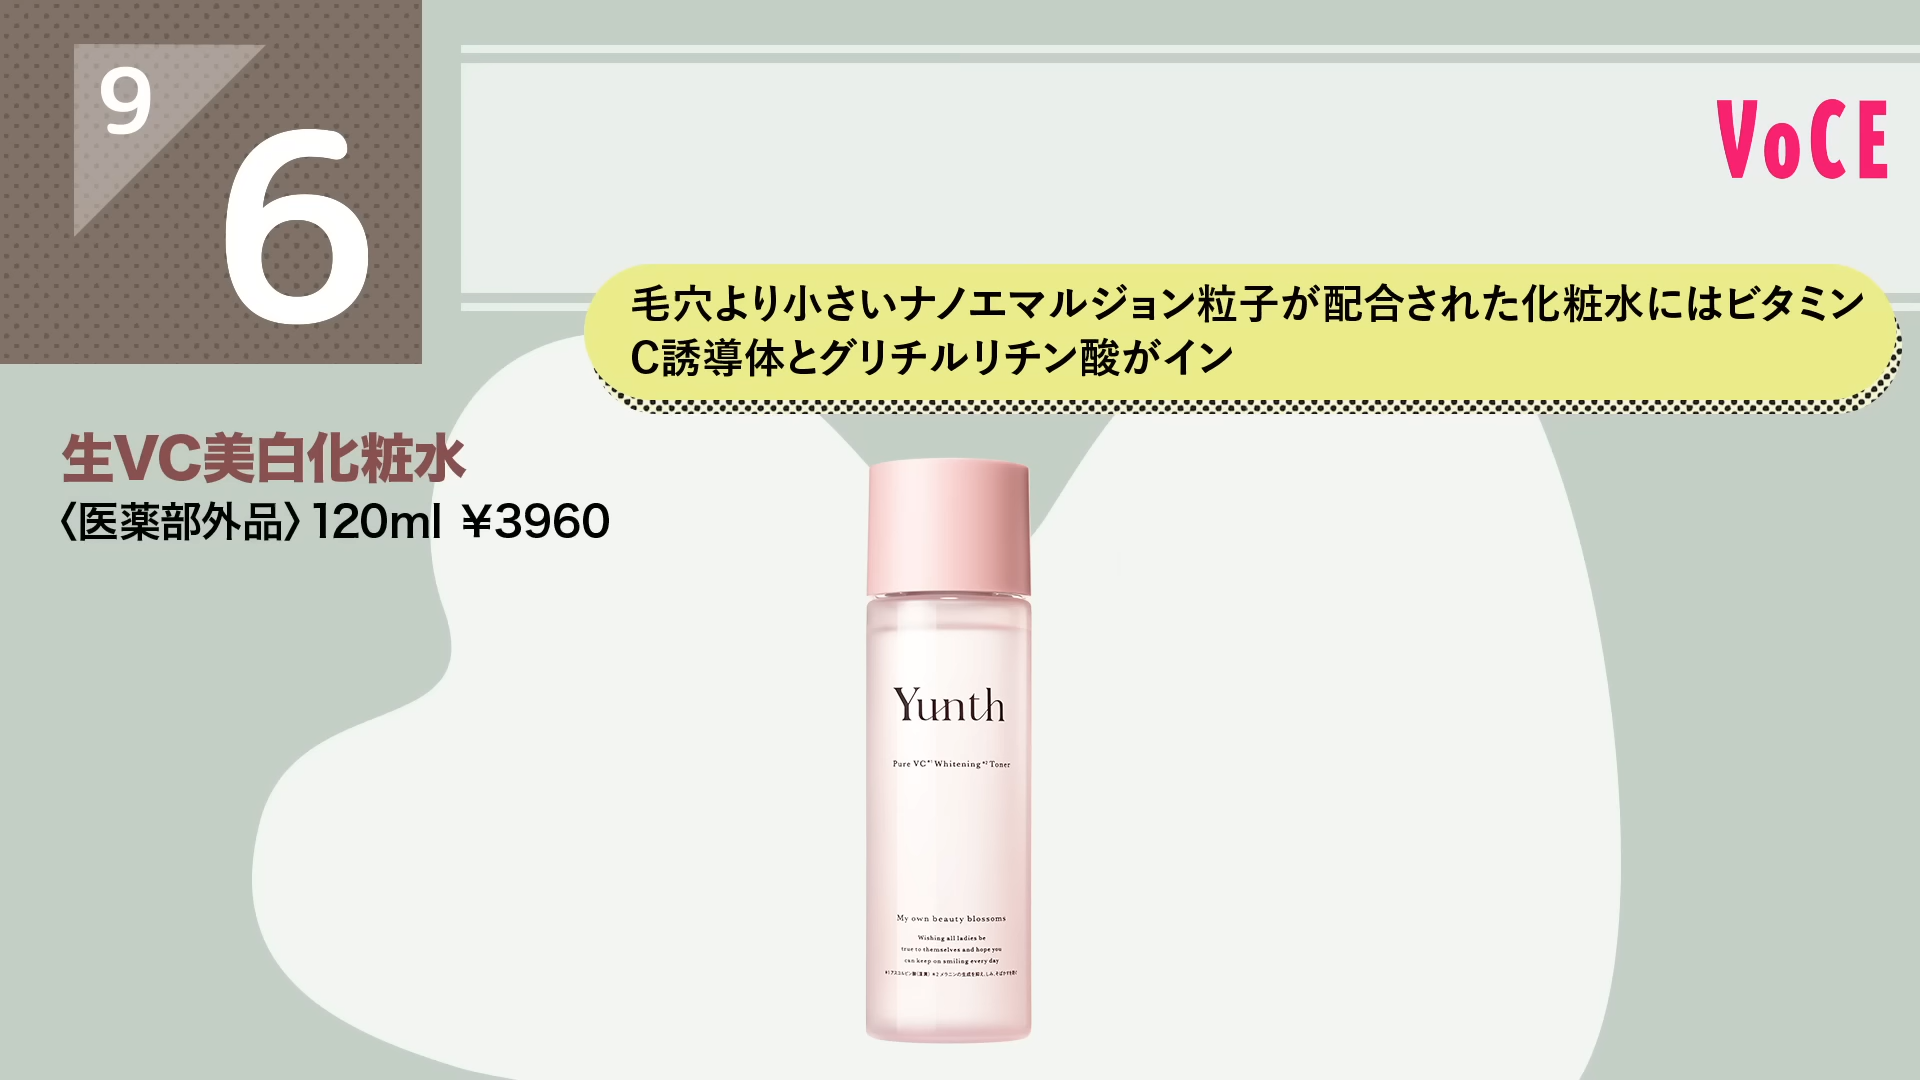 9
6
VoCE
毛穴より小さいナノエマルジョン粒子が配合された化粧水にはビタミン
C誘導体とグリチルリチン酸がイン
生VC美白化粧水
〈医薬部外品〉120ml ¥3960
Yunth
Pure VC*¹ Whitening*² Toner
My own beauty blossoms
Wishing all ladies be
true to themselves and hope you
can keep on smiling every day